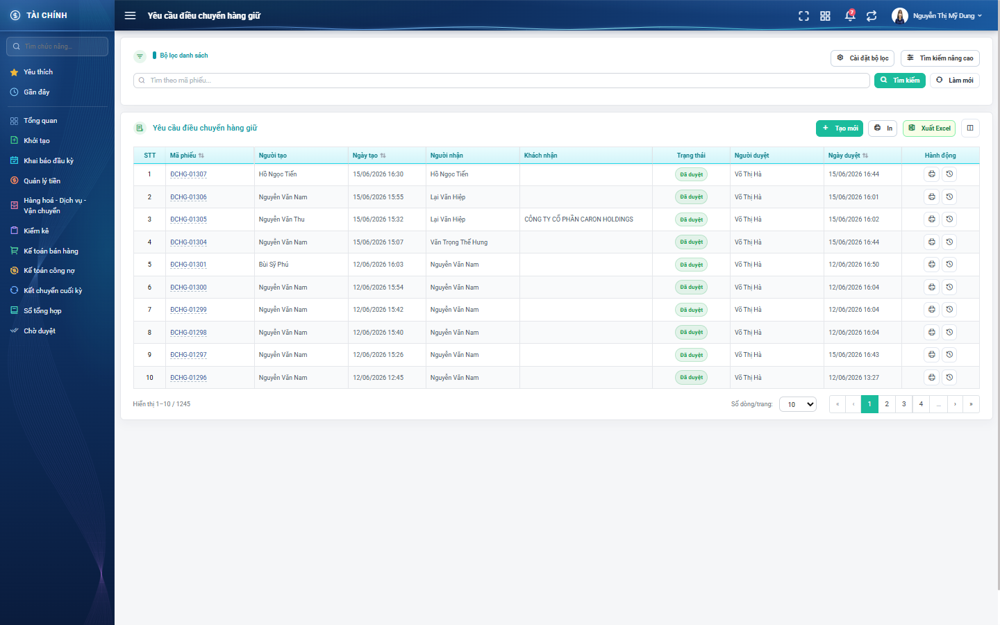 TÀI CHÍNH
Tìm chức năng...
Yêu thích
Gần đây
Tổng quan
Khởi tạo
Khai báo đầu kỳ
Quản lý tiền
Hàng hoá - Dịch vụ -
Vận chuyển
Kiểm kê
Kế toán bán hàng
Kế toán công nợ
Kết chuyển cuối kỳ
Sổ tổng hợp
Chờ duyệt
Yêu cầu điều chuyển hàng giữ
7
Nguyễn Thị Mỹ Dung
Bộ lọc danh sách
Cài đặt bộ lọc
Tìm kiếm nâng cao
Tìm theo mã phiếu...
Tìm kiếm
Làm mới
Yêu cầu điều chuyển hàng giữ
Tạo mới
In
Xuất Excel
STT Mã phiếu Người tạo Ngày tạo Người nhận Khách nhận Trạng thái Người duyệt Ngày duyệt Hành động
1 ĐCHG-01307 Hồ Ngọc Tiến 15/06/2026 16:30 Hồ Ngọc Tiến Đã duyệt Võ Thị Hà 15/06/2026 16:44
2 ĐCHG-01306 Nguyễn Văn Nam 15/06/2026 15:55 Lại Văn Hiệp Đã duyệt Võ Thị Hà 15/06/2026 16:01
3 ĐCHG-01305 Nguyễn Văn Thu 15/06/2026 15:32 Lại Văn Hiệp CÔNG TY CỔ PHẦN CARON HOLDINGS Đã duyệt Võ Thị Hà 15/06/2026 16:02
4 ĐCHG-01304 Nguyễn Văn Nam 15/06/2026 15:07 Văn Trọng Thế Hưng Đã duyệt Võ Thị Hà 15/06/2026 16:44
5 ĐCHG-01301 Bùi Sỹ Phú 12/06/2026 16:03 Nguyễn Văn Nam Đã duyệt Võ Thị Hà 12/06/2026 16:50
6 ĐCHG-01300 Nguyễn Văn Nam 12/06/2026 15:54 Nguyễn Văn Nam Đã duyệt Võ Thị Hà 12/06/2026 16:04
7 ĐCHG-01299 Nguyễn Văn Nam 12/06/2026 15:42 Nguyễn Văn Nam Đã duyệt Võ Thị Hà 12/06/2026 16:04
8 ĐCHG-01298 Nguyễn Văn Nam 12/06/2026 15:40 Nguyễn Văn Nam Đã duyệt Võ Thị Hà 12/06/2026 16:04
9 ĐCHG-01297 Nguyễn Văn Nam 12/06/2026 15:26 Nguyễn Văn Nam Đã duyệt Võ Thị Hà 15/06/2026 16:43
10 ĐCHG-01296 Nguyễn Văn Nam 12/06/2026 12:45 Nguyễn Văn Nam Đã duyệt Võ Thị Hà 12/06/2026 13:27
Hiển thị 1–10 / 1245
Số dòng/trang: 10 « ‹ 1 2 3 4 ... › »